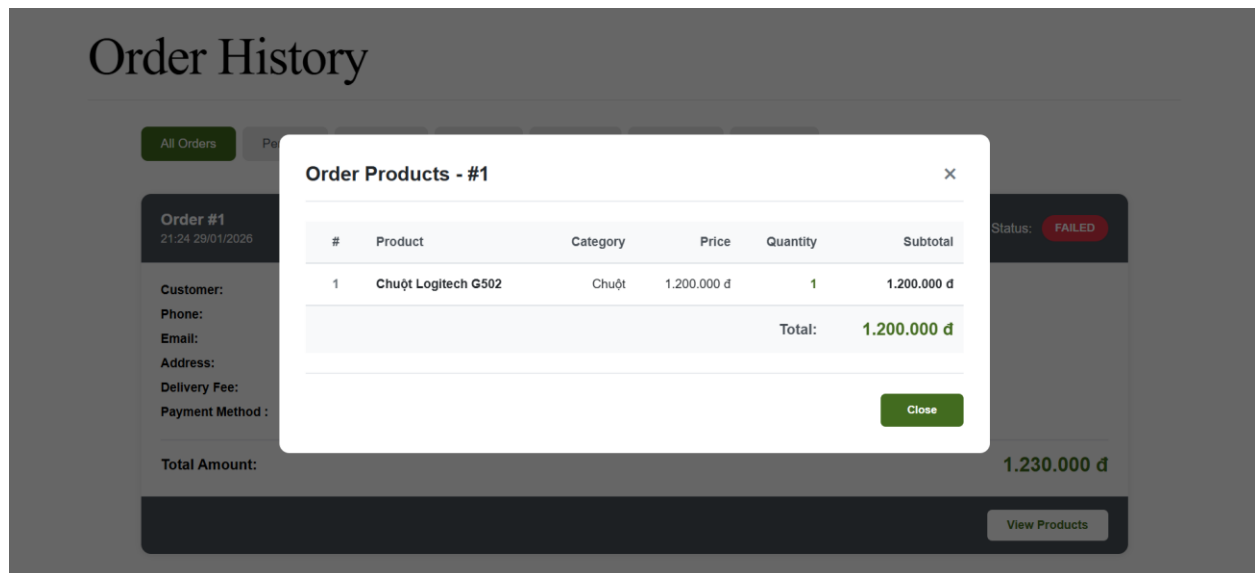 Order History
All Orders
Order Products - #1 ×
Order #1
21:24 29/01/2026
Status: FAILED
# Product Category Price Quantity Subtotal
1 Chuột Logitech G502 Chuột 1.200.000 đ 1 1.200.000 đ
Total: 1.200.000 đ
Customer:
Phone:
Email:
Address:
Delivery Fee:
Payment Method :
Close
Total Amount: 1.230.000 đ
View Products